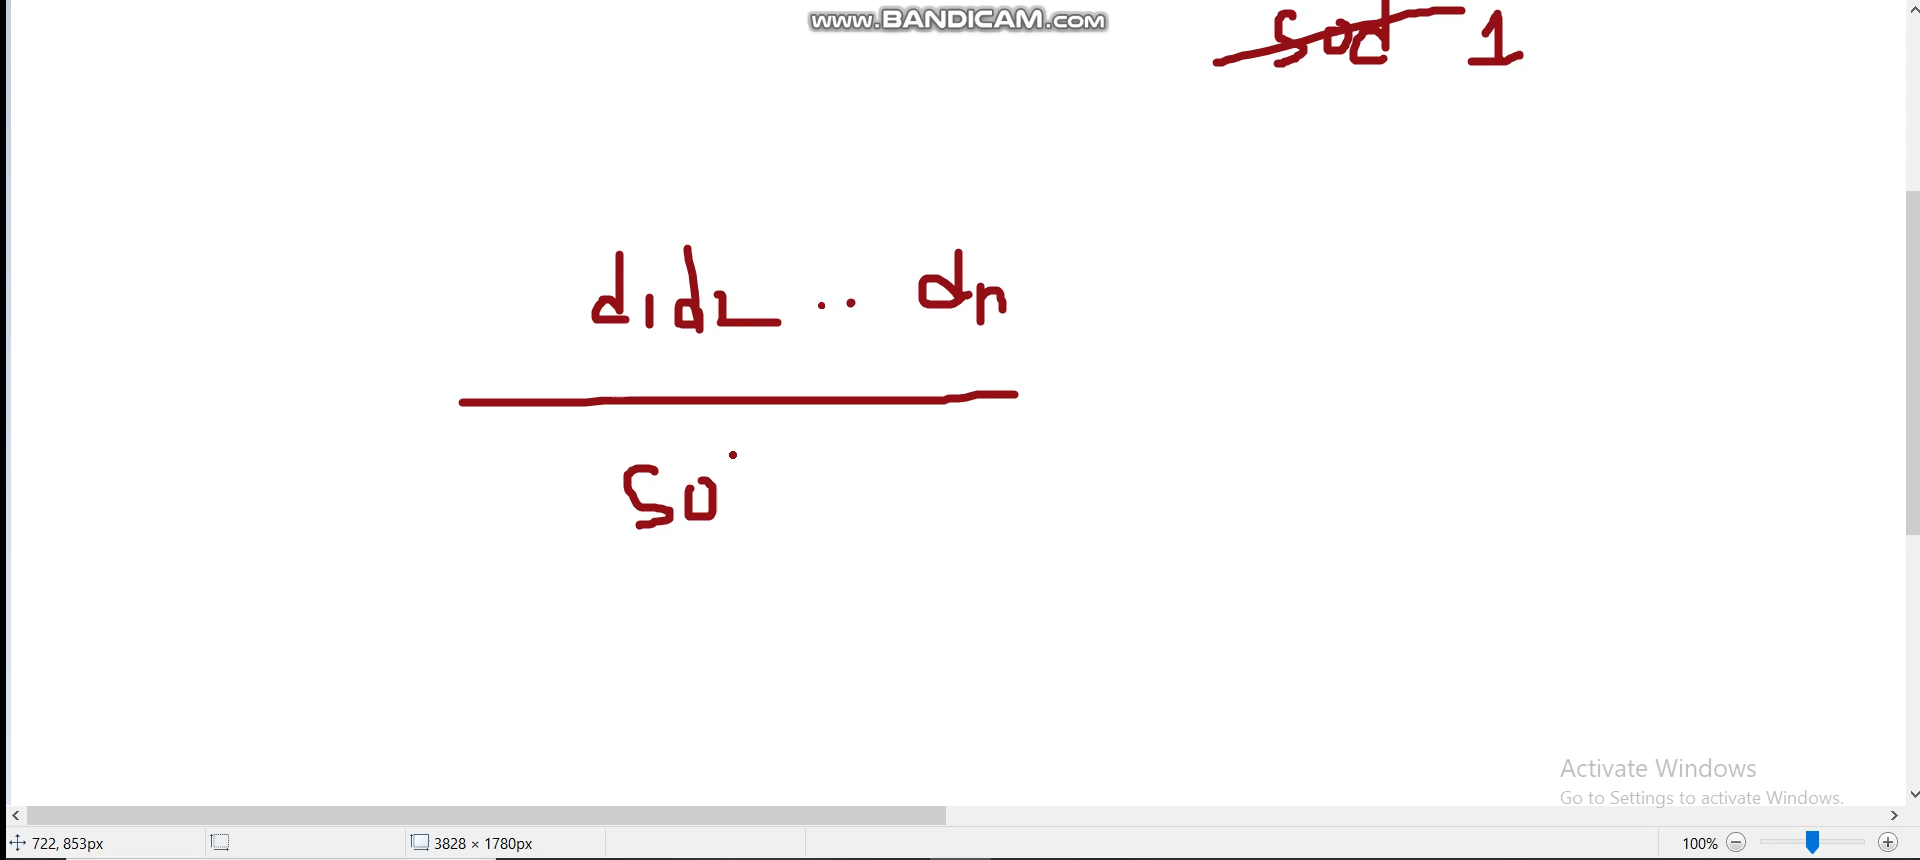 www.BANDICAM.com
sod 1
d1d2 .. dn
so
Activate Windows
Go to Settings to activate Windows.
722, 853px 3828 × 1780px 100%